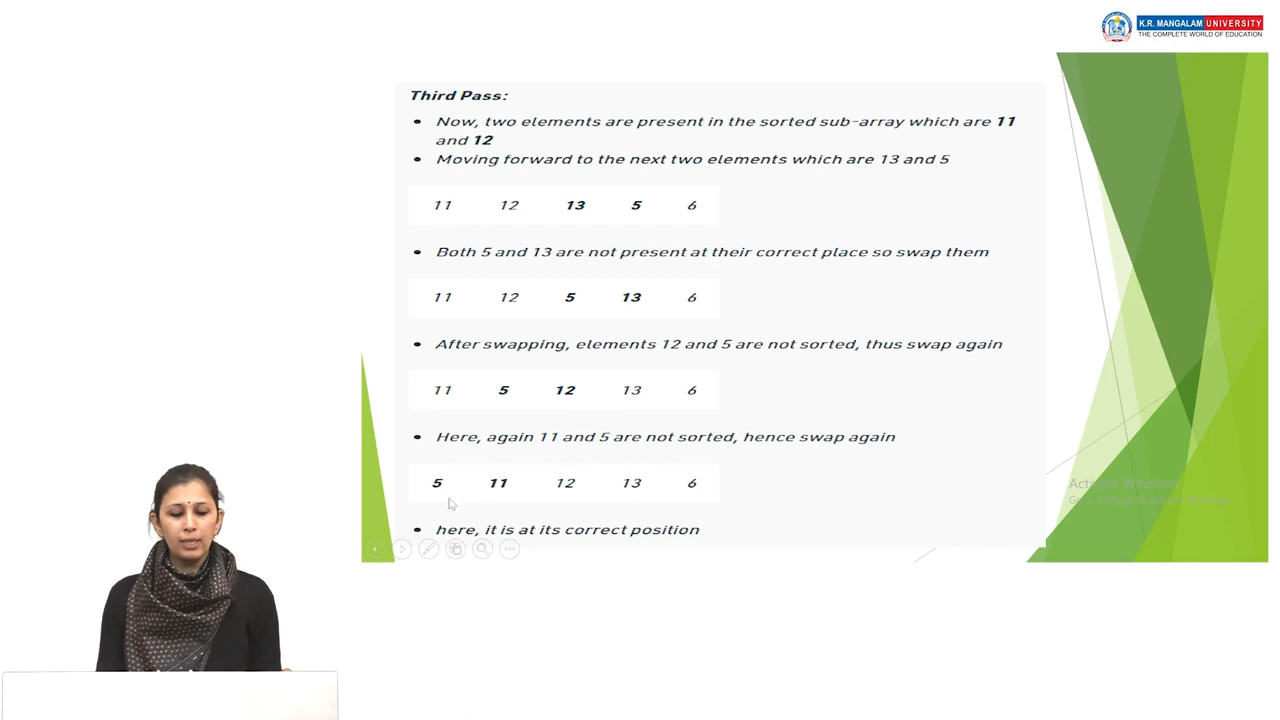 K.R. MANGALAM UNIVERSITY
THE COMPLETE WORLD OF EDUCATION
Third Pass:
• Now, two elements are present in the sorted sub-array which are 11
and 12
• Moving forward to the next two elements which are 13 and 5
11 12 13 5 6
• Both 5 and 13 are not present at their correct place so swap them
11 12 5 13 6
• After swapping, elements 12 and 5 are not sorted, thus swap again
11 5 12 13 6
• Here, again 11 and 5 are not sorted, hence swap again
5 11 12 13 6
• here, it is at its correct position
Activate Windows